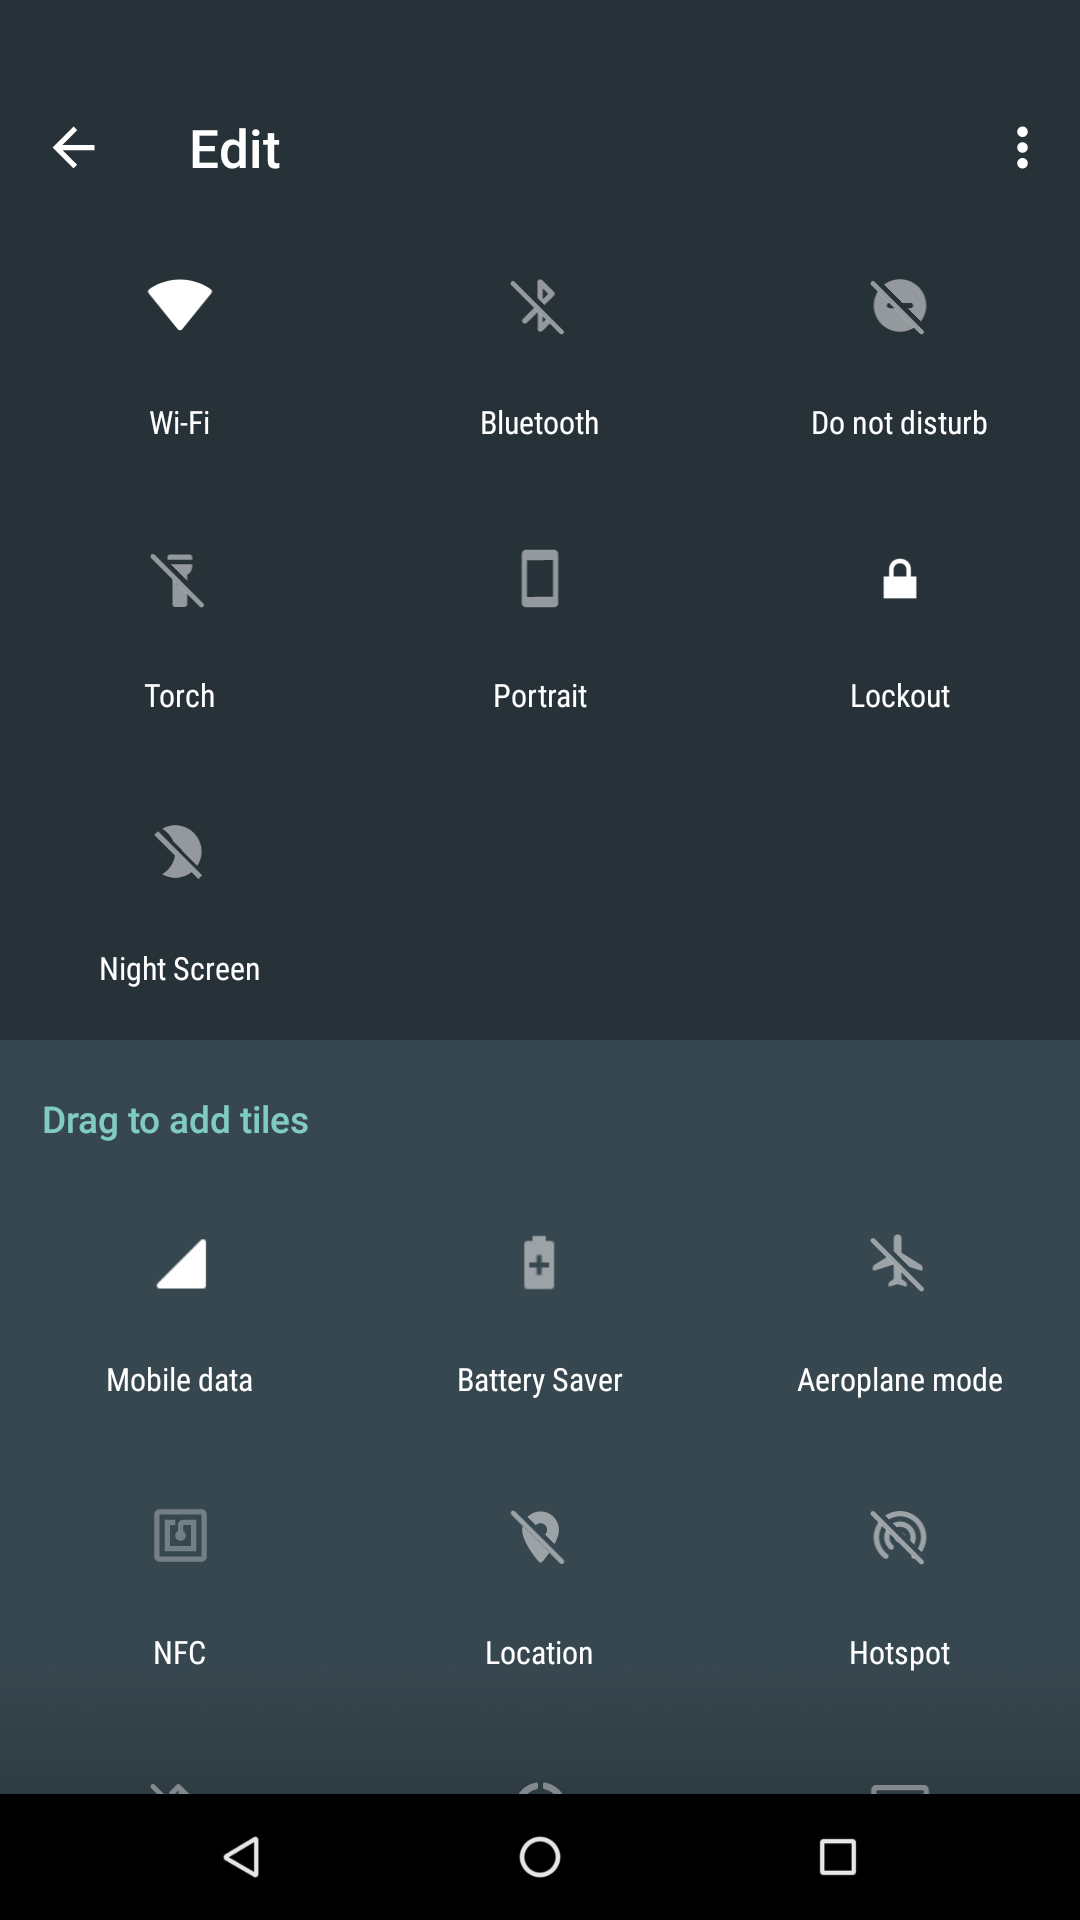 Edit
Wi-Fi
Bluetooth
Do not disturb
Torch
Portrait
Lockout
Night Screen
Drag to add tiles
Mobile data
Battery Saver
Aeroplane mode
NFC
Location
Hotspot